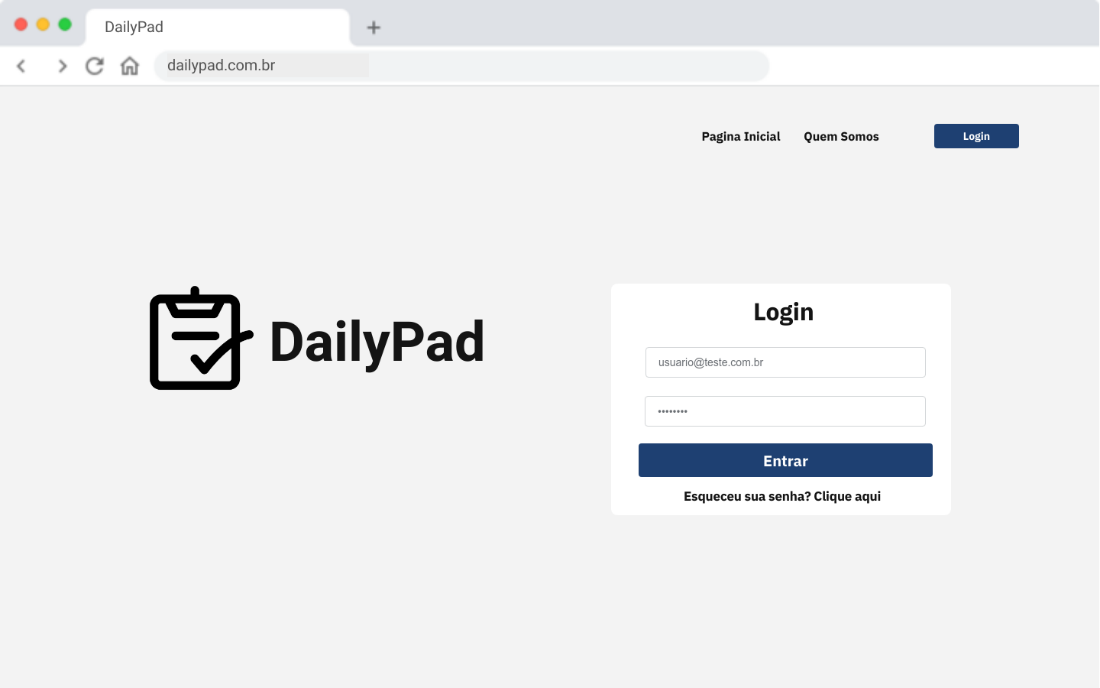 DailyPad
dailypad.com.br
Pagina Inicial Quem Somos Login
DailyPad
Login
usuario@teste.com.br
••••••••
Entrar
Esqueceu sua senha? Clique aqui